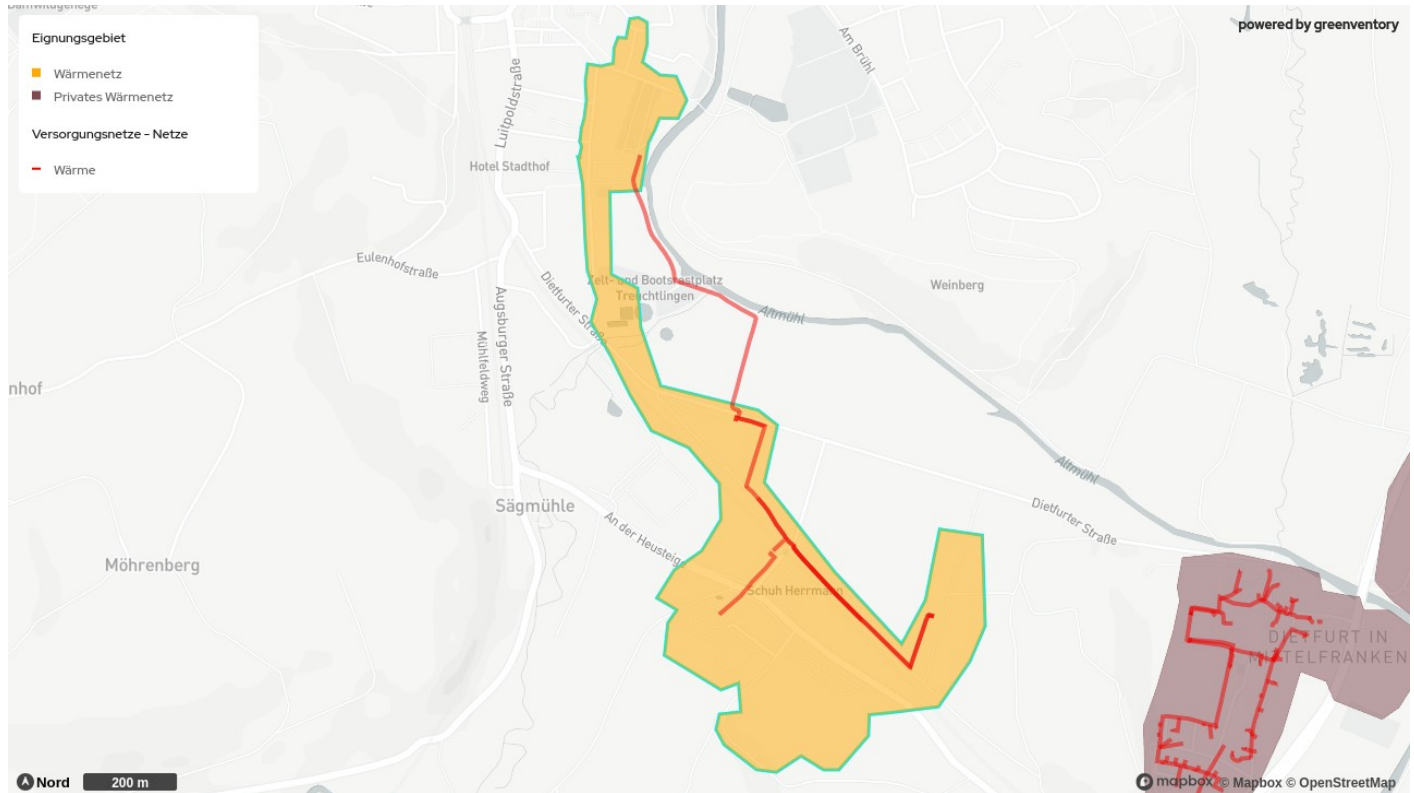 Eignungsgebiet
Wärmenetz
Privates Wärmenetz
Versorgungsnetze - Netze
Wärme
powered by greenventory
Am Brühl
Luitpoldstraße
Hotel Stadthof
Eulenhofstraße
Dietfurter Straße
Zelt- und Bootsrastplatz
Treuchtlingen
Weinberg
Altmühl
Augsburger Straße
Mühlfeldweg
nhof
Altmühl
Sägmühle
An der Heusteige
Dietfurter Straße
Möhrenberg
Schuh Herrmann
DIETFURT IN
MITTELFRANKEN
Nord
200 m
mapbox
© Mapbox © OpenStreetMap